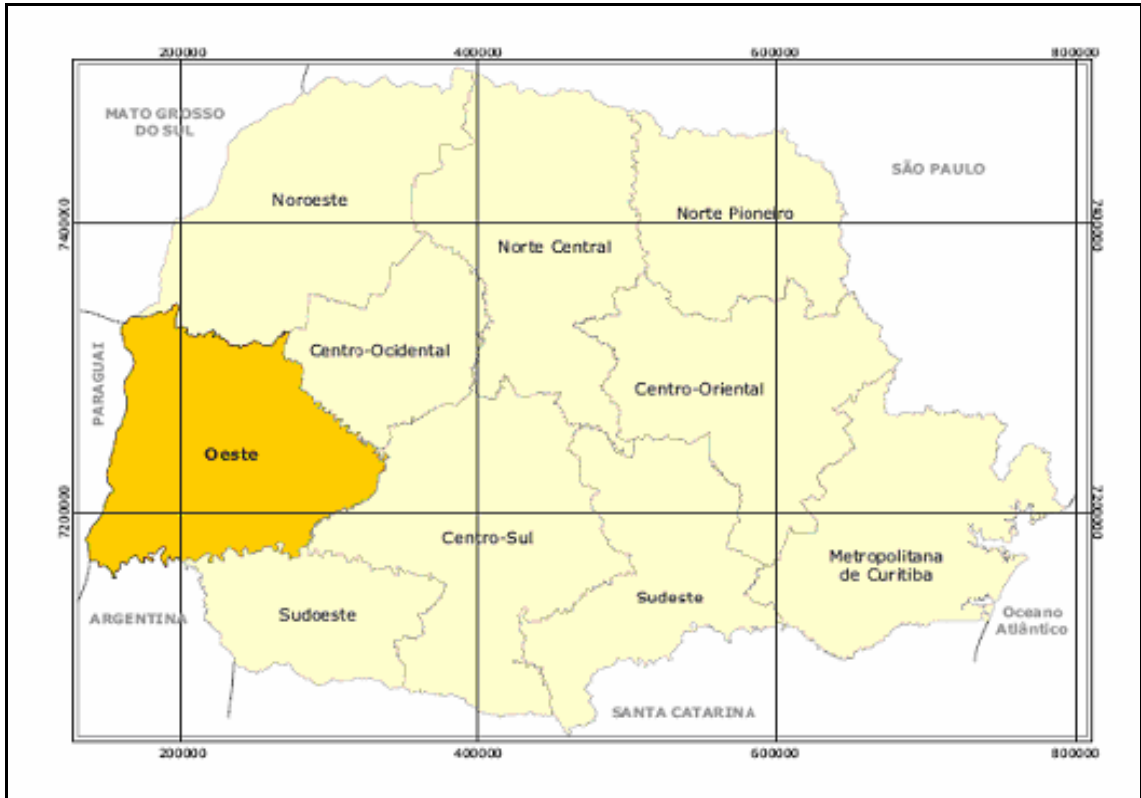 200000
400000
600000
800000
MATO GROSSO
DO SUL
SÃO PAULO
Noroeste
7400000
Norte Pioneiro
7400000
Norte Central
Centro-Ocidental
PARAGUAI
Centro-Oriental
Oeste
7200000
7200000
Centro-Sul
Metropolitana
de Curitiba
Sudeste
Sudoeste
ARGENTINA
Oceano
Atlântico
SANTA CATARINA
200000
400000
600000
800000